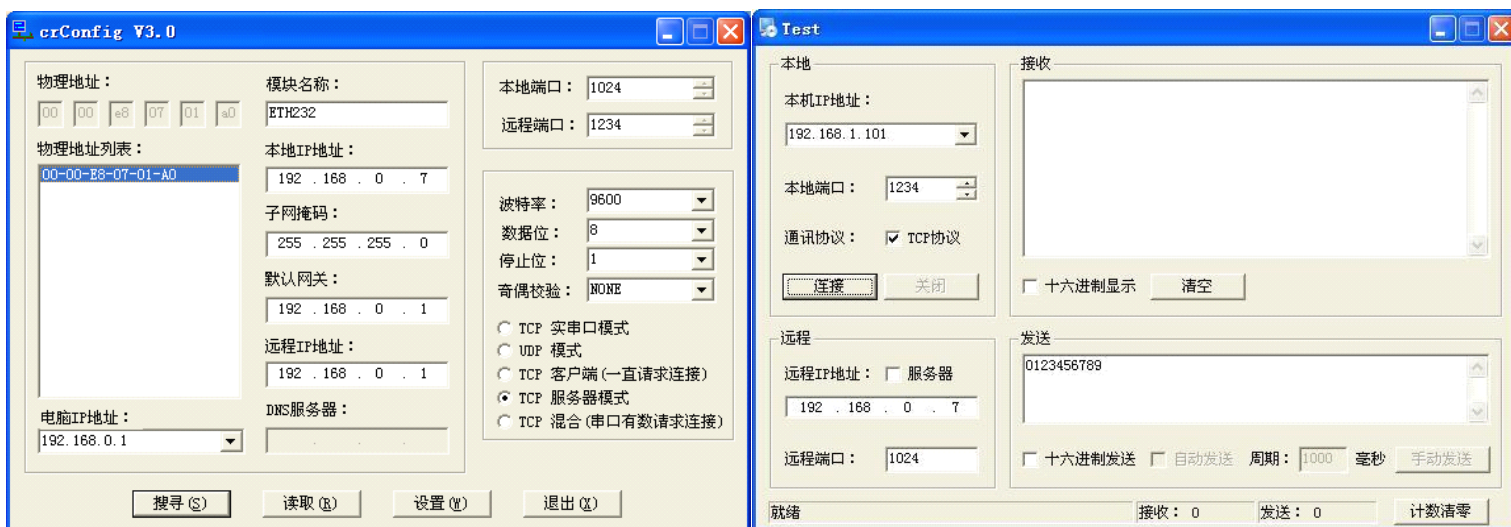 crConfig V3.0
物理地址：
00 00 e8 07 01 a0
物理地址列表：
00-00-E8-07-01-A0
电脑IP地址：
192.168.0.1
模块名称：
ETH232
本地IP地址：
192 . 168 . 0 . 7
子网掩码：
255 . 255 . 255 . 0
默认网关：
192 . 168 . 0 . 1
远程IP地址：
192 . 168 . 0 . 1
DNS服务器：
. . .
本地端口： 1024
远程端口： 1234
波特率： 9600
数据位： 8
停止位： 1
奇偶校验： NONE
TCP 实串口模式
UDP 模式
TCP 客户端(一直请求连接)
TCP 服务器模式
TCP 混合(串口有数请求连接)
搜寻(S) 读取(R) 设置(W) 退出(X)
Test
本地
本机IP地址：
192.168.1.101
本地端口： 1234
通讯协议： TCP协议
连接 关闭
接收
十六进制显示 清空
远程
远程IP地址： 服务器
192 . 168 . 0 . 7
远程端口： 1024
发送
0123456789
十六进制发送 自动发送 周期： 1000 毫秒 手动发送
就绪 接收： 0 发送： 0 计数清零